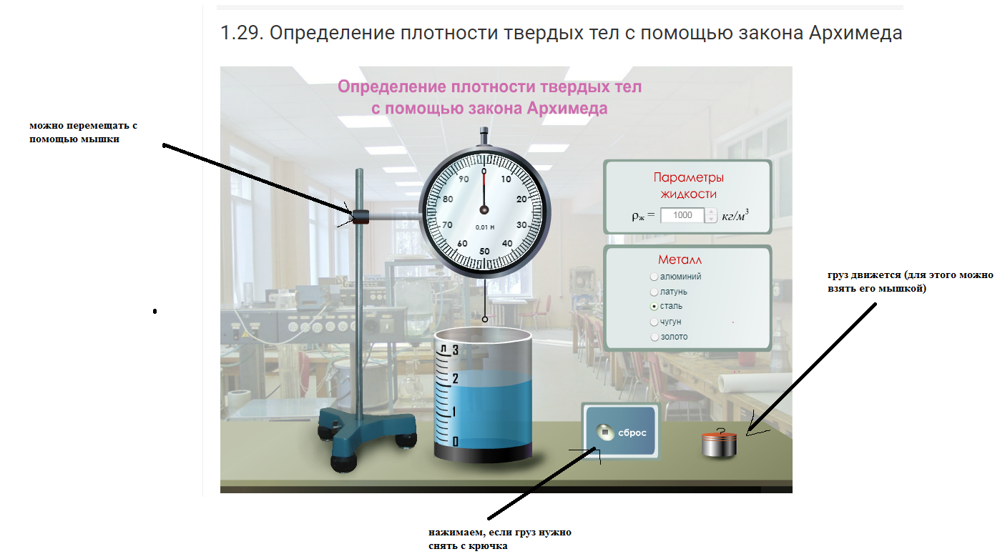 1.29. Определение плотности твердых тел с помощью закона Архимеда
Определение плотности твердых тел
с помощью закона Архимеда
можно перемещать с
помощью мышки
0
90
10
80
20
70
30
0,01 Н
60
40
50
Параметры
жидкости
ρж = 1000 кг/м³
Металл
алюминий
латунь
сталь
чугун
золото
груз движется (для этого можно
взять его мышкой)
л 3
2
1
0
сброс
нажимаем, если груз нужно
снять с крючка